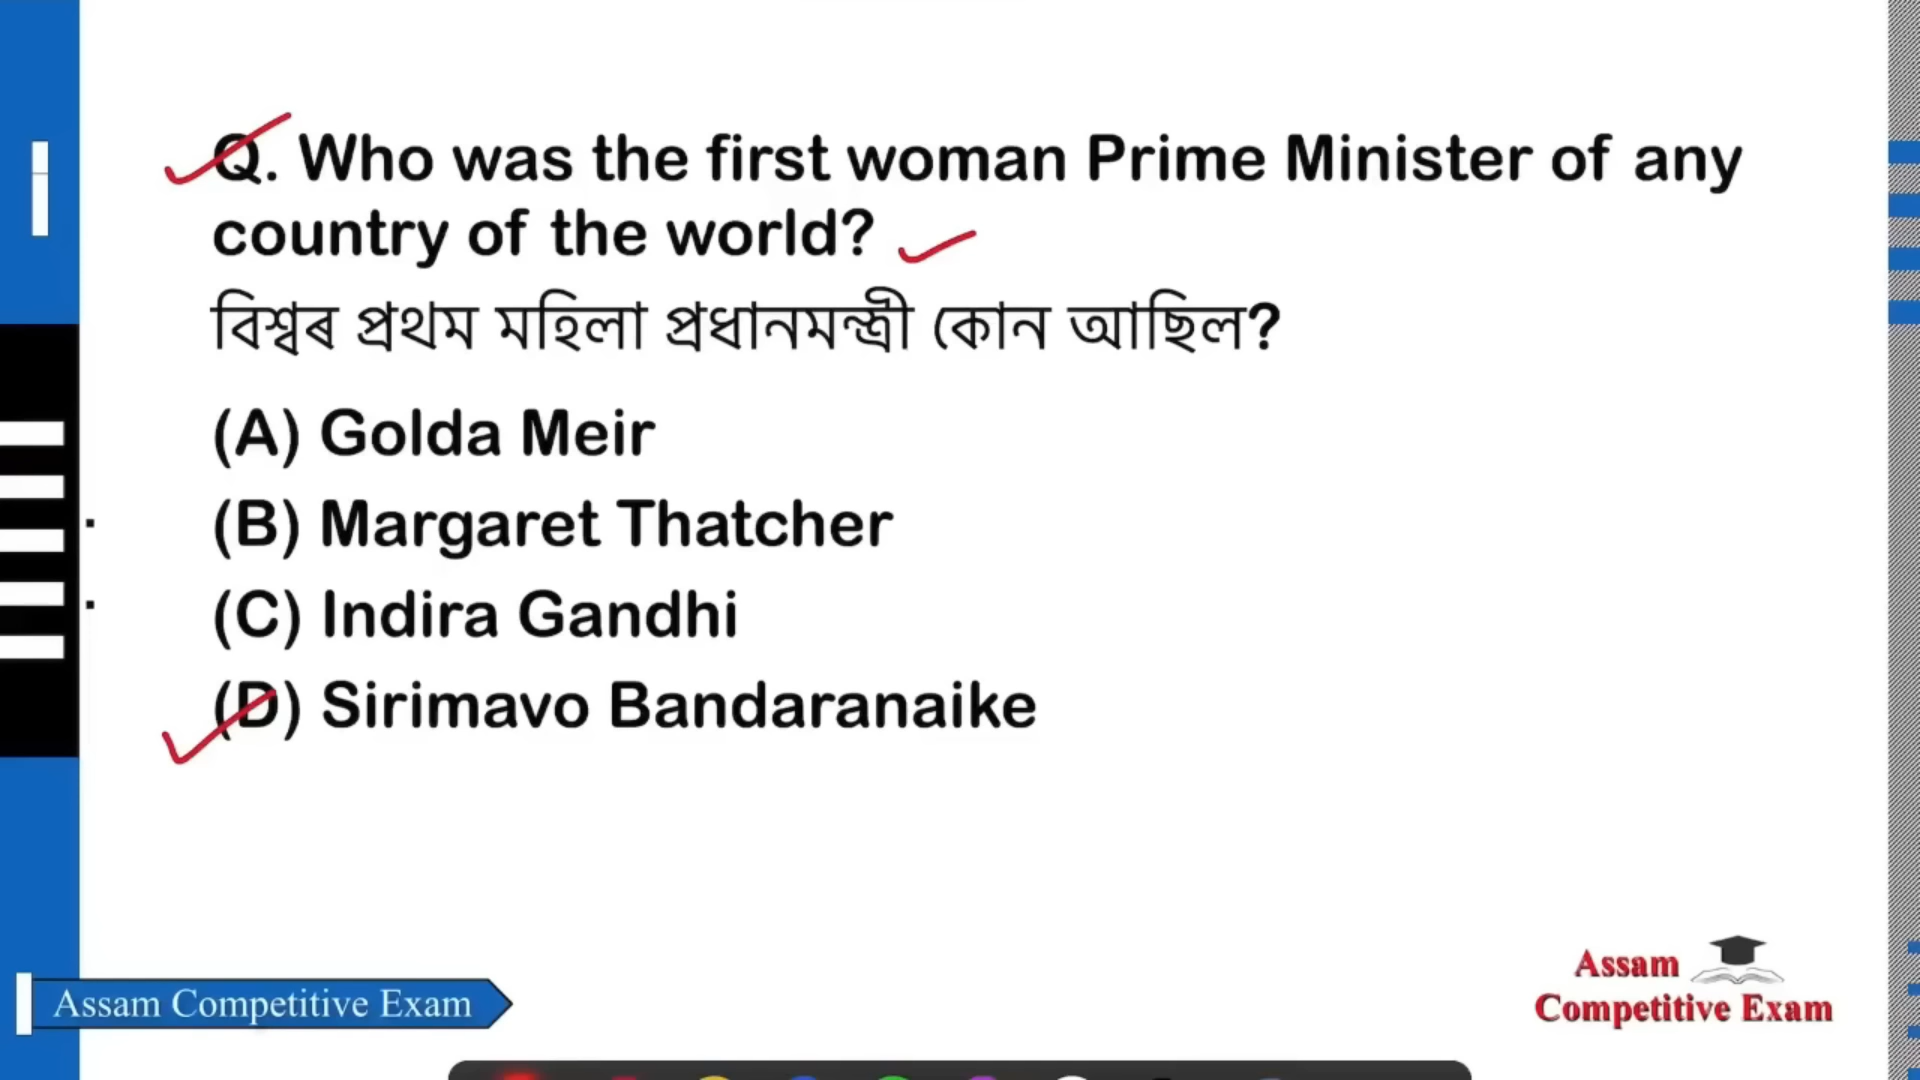 Q. Who was the first woman Prime Minister of any
country of the world?
বিশ্বৰ প্ৰথম মহিলা প্ৰধানমন্ত্ৰী কোন আছিল?
(A) Golda Meir
(B) Margaret Thatcher
(C) Indira Gandhi
(D) Sirimavo Bandaranaike
Assam Competitive Exam
Assam
Competitive Exam